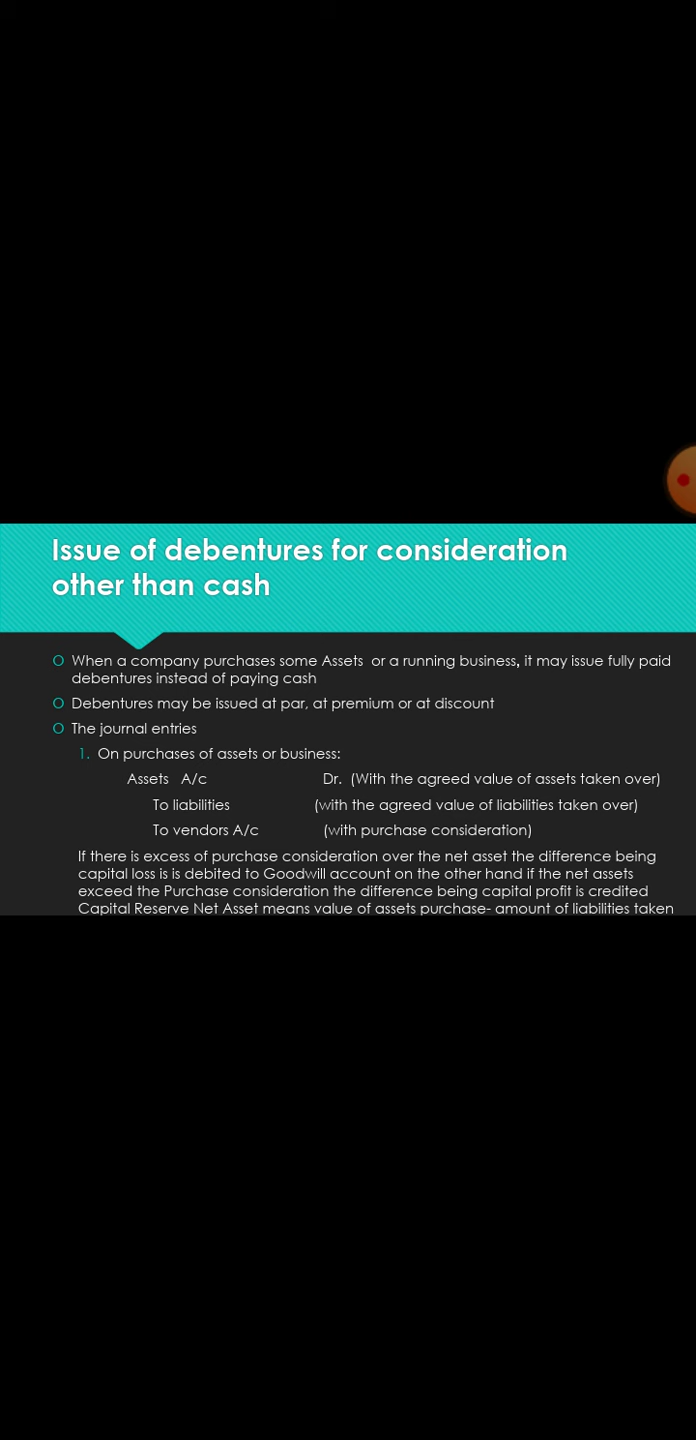 Issue of debentures for consideration
other than cash
O When a company purchases some Assets or a running business, it may issue fully paid
debentures instead of paying cash
O Debentures may be issued at par, at premium or at discount
O The journal entries
1. On purchases of assets or business:
Assets A/c Dr. (With the agreed value of assets taken over)
To liabilities (with the agreed value of liabilities taken over)
To vendors A/c (with purchase consideration)
If there is excess of purchase consideration over the net asset the difference being
capital loss is is debited to Goodwill account on the other hand if the net assets
exceed the Purchase consideration the difference being capital profit is credited
Capital Reserve Net Asset means value of assets purchase- amount of liabilities taken